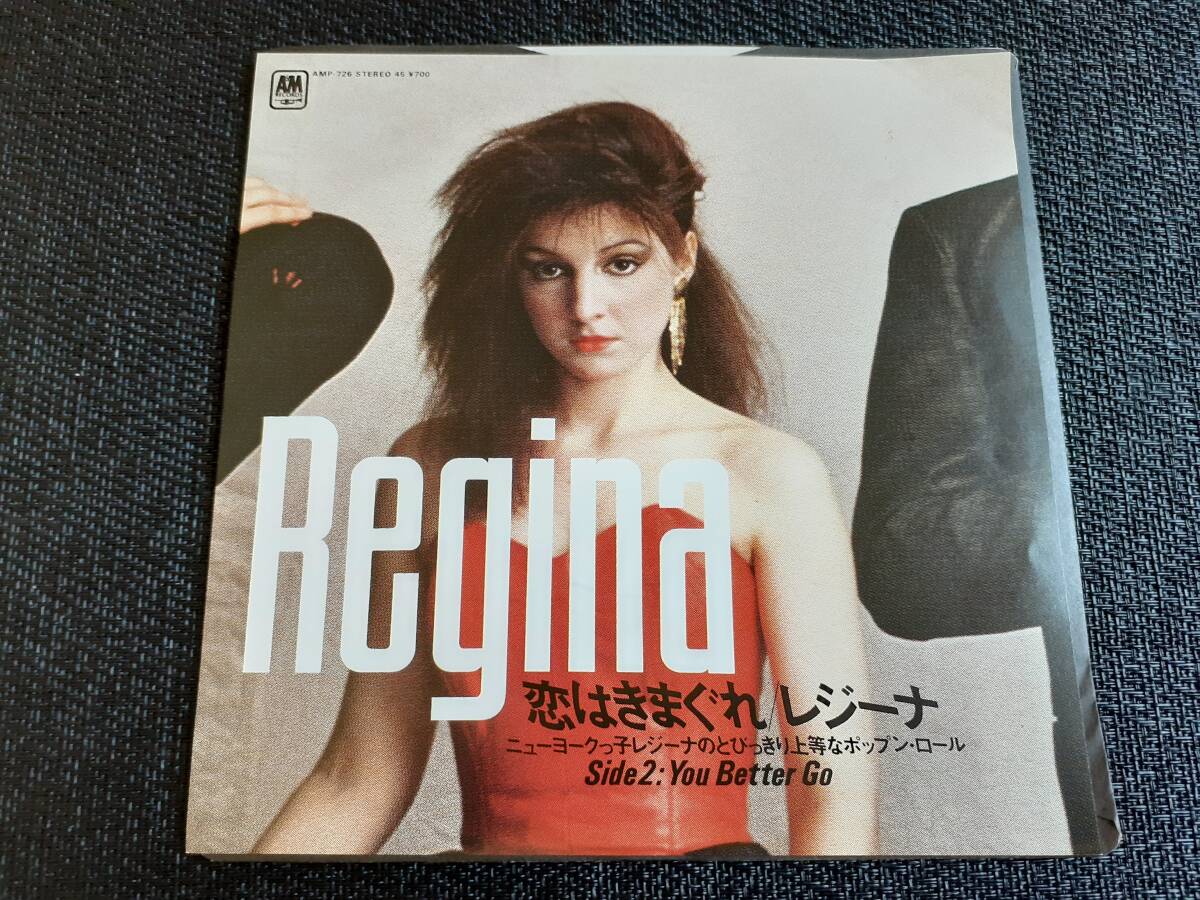 A&M
RECORDS
AMP-726 STEREO 45 ¥700
Regina
恋はきまぐれ/レジーナ
ニューヨークっ子レジーナのとびっきり上等なポップン・ロール
Side2: You Better Go